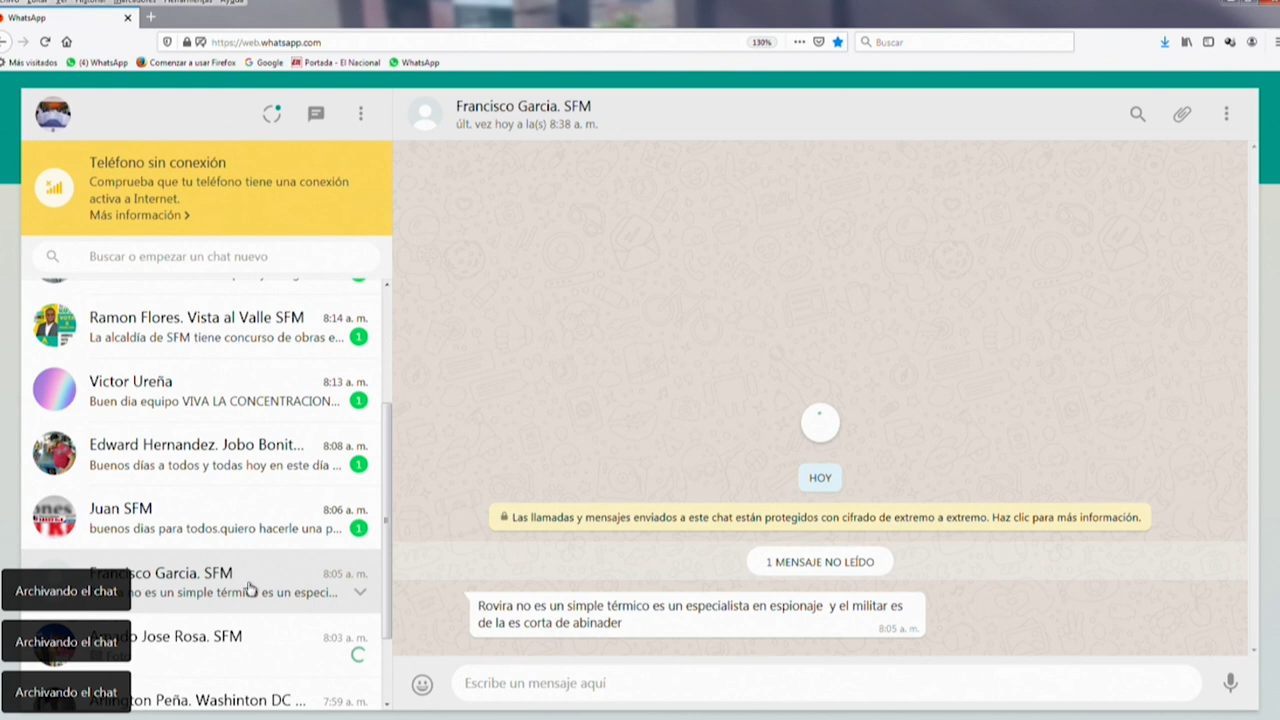 Archivo Editar Ver Historial Marcadores Herramientas Ayuda
WhatsApp
https://web.whatsapp.com
130%
Buscar
Más visitados
(4) WhatsApp
Comenzar a usar Firefox
Google
Portada - El Nacional
WhatsApp
Teléfono sin conexión
Comprueba que tu teléfono tiene una conexión
activa a Internet.
Más información
Buscar o empezar un chat nuevo
Ramon Flores. Vista al Valle SFM
8:14 a. m.
La alcaldía de SFM tiene concurso de obras e...
1
Victor Ureña
8:13 a. m.
Buen dia equipo VIVA LA CONCENTRACION...
1
Edward Hernandez. Jobo Bonit...
8:08 a. m.
Buenos días a todos y todas hoy en este día ...
1
Juan SFM
8:06 a. m.
buenos dias para todos.quiero hacerle una p...
1
Francisco Garcia. SFM
8:05 a. m.
no es un simple térmico es un especi...
Archivando el chat
Jose Rosa. SFM
8:03 a. m.
Archivando el chat
Peña. Washinton DC ...
7:59 a. m.
Archivando el chat
Francisco Garcia. SFM
últ. vez hoy a la(s) 8:38 a. m.
HOY
Las llamadas y mensajes enviados a este chat están protegidos con cifrado de extremo a extremo. Haz clic para más información.
1 MENSAJE NO LEÍDO
Rovira no es un simple térmico es un especialista en espionaje y el militar es
de la es corta de abinader
8:05 a. m.
Escribe un mensaje aquí